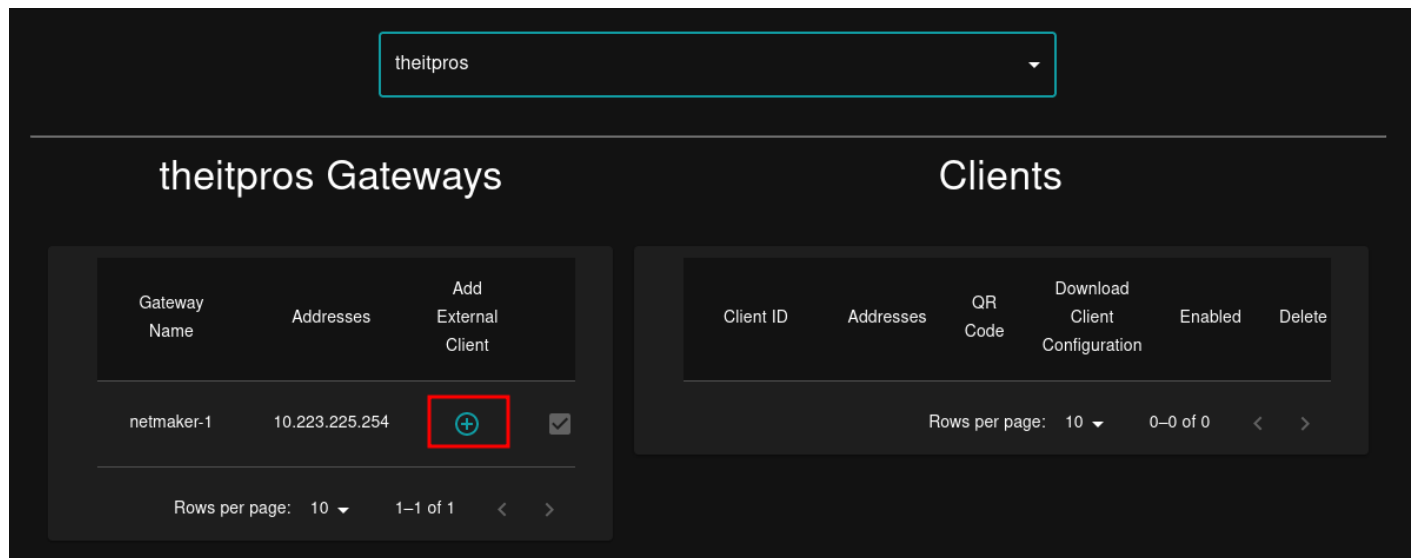 theitpros
theitpros Gateways
Clients
Gateway
Name
Addresses
Add
External
Client
netmaker-1
10.223.225.254
Rows per page:
10
1–1 of 1
Client ID
Addresses
QR
Code
Download
Client
Configuration
Enabled
Delete
Rows per page:
10
0–0 of 0